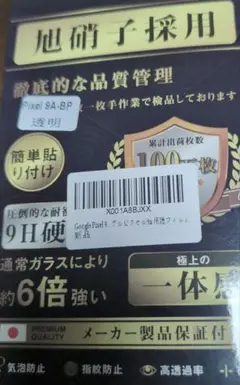 旭硝子採用
徹底的な品質管理
Pixel 8A-BP
透明
一枚手作業で検品しております
簡単貼
り付け
累計出荷枚数
100
枚
X001A8BJXX
新品
圧倒的な耐
9H硬
通常ガラスにより
約6倍強い
極上の
一体感
PREMIUM
QUALITY
メーカー製品保証付
気泡防止
指紋防止
高透過率